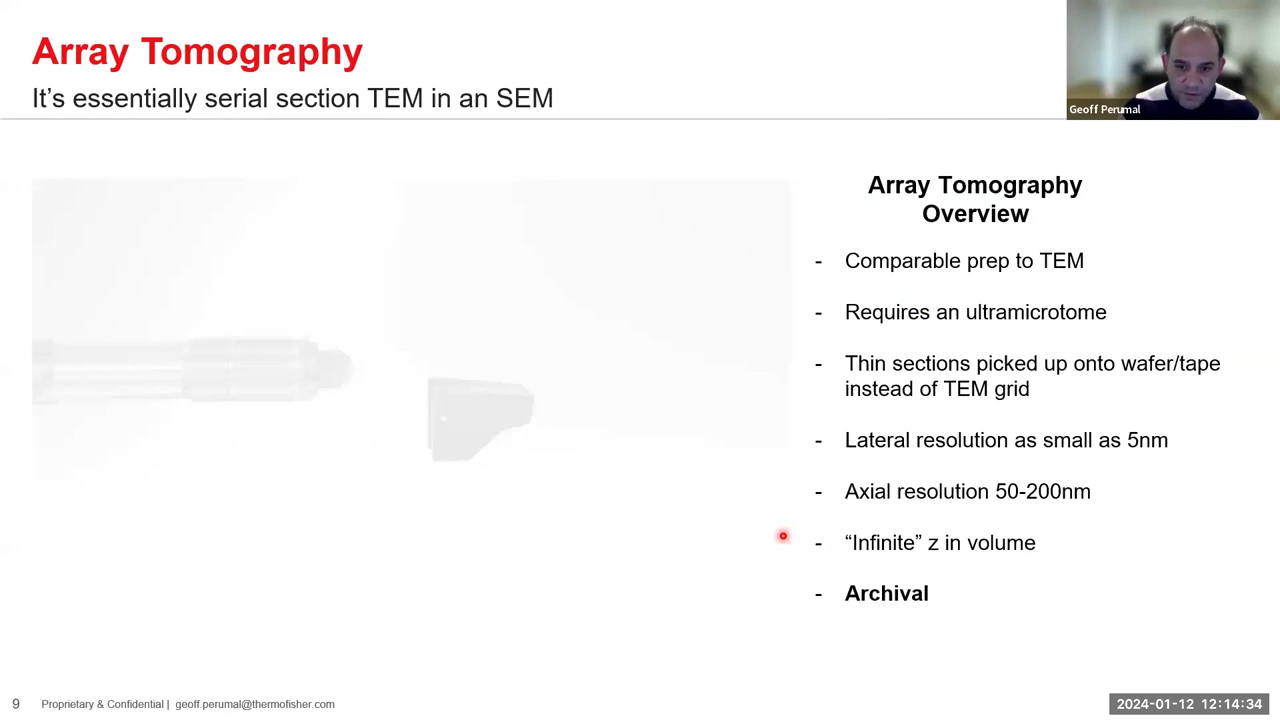 Array Tomography
It's essentially serial section TEM in an SEM
Geoff Perumal
Array Tomography
Overview
- Comparable prep to TEM
- Requires an ultramicrotome
- Thin sections picked up onto wafer/tape
instead of TEM grid
- Lateral resolution as small as 5nm
- Axial resolution 50-200nm
- “Infinite” z in volume
- Archival
9 Proprietary & Confidential | geoff.perumal@thermofisher.com
2024-01-12 12:14:34